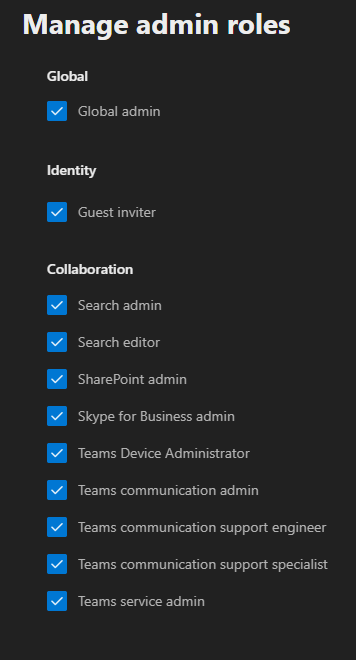 Manage admin roles
Global
Global admin
Identity
Guest inviter
Collaboration
Search admin
Search editor
SharePoint admin
Skype for Business admin
Teams Device Administrator
Teams communication admin
Teams communication support engineer
Teams communication support specialist
Teams service admin